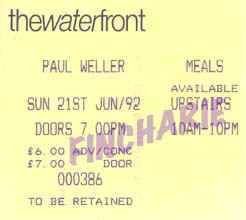 thewaterfront
PAUL WELLER MEALS
AVAILABLE
SUN 21ST JUN/92 UPSTAIRS
DOORS 7.00PM 10AM-10PM
FINCHARIE
£6.00 ADV/CONC
£7.00 DOOR
000386
TO BE RETAINED